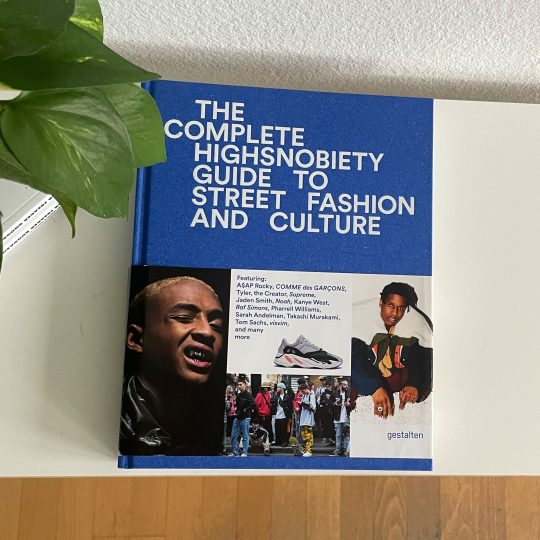 THE
COMPLETE
HIGHSNOBIETY
GUIDE TO
STREET FASHION
AND CULTURE
Featuring:
A$AP Rocky, COMME des GARÇONS,
Tyler, the Creator, Supreme,
Jaden Smith, Noah, Kanye West,
Raf Simons, Pharrell Williams,
Sarah Andelman, Takashi Murakami,
Tom Sachs, visvim,
and many
more
gestalten